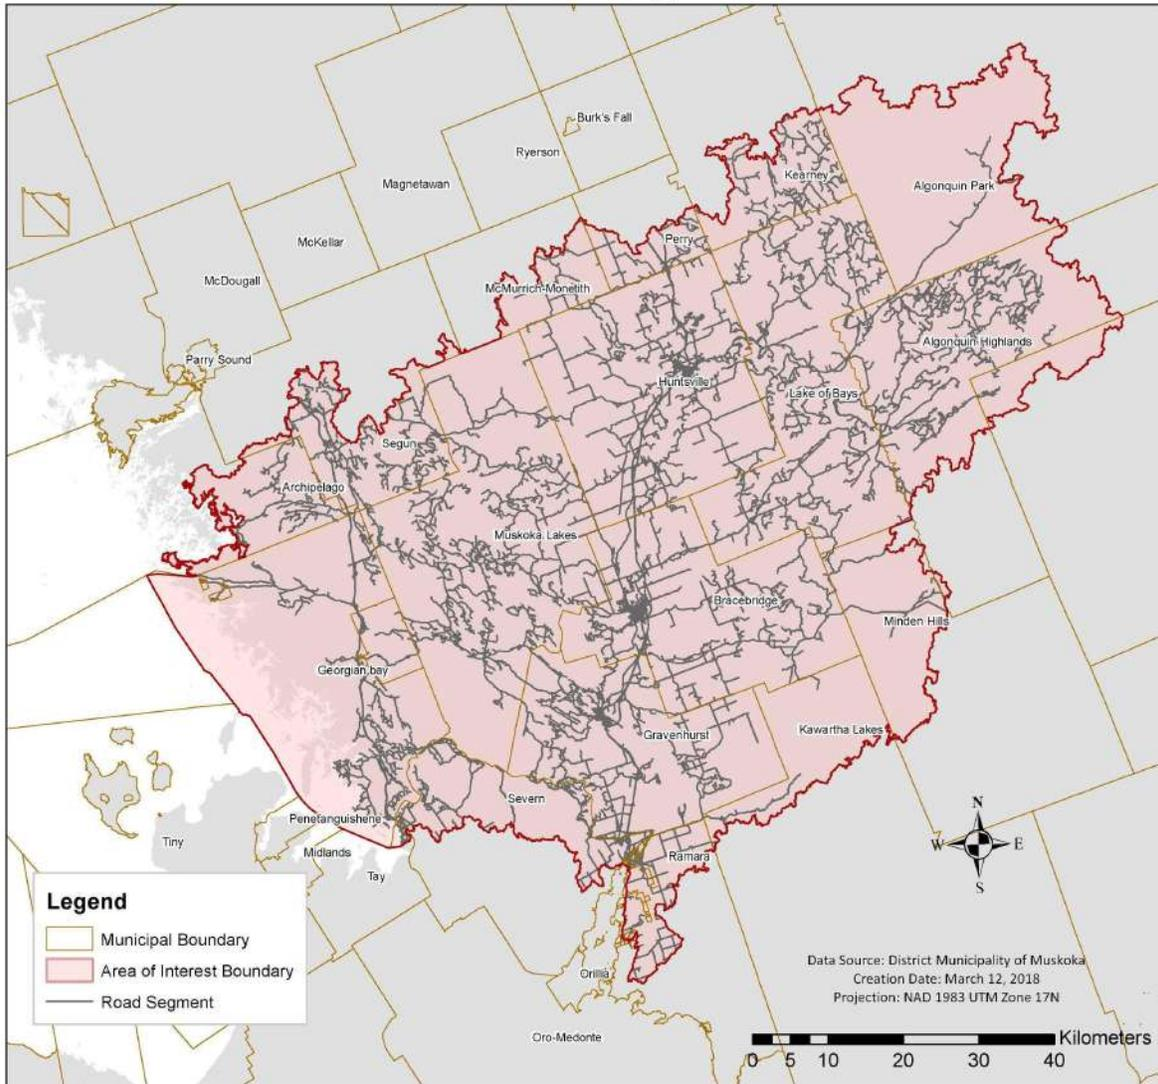 Burk's Fall
Ryerson
Kearney
Magnetawan
Algonquin Park
McKellar
Perry
McDougall
McMurrich-Monetith
Parry Sound
Algonquin Highlands
Huntsville
Lake of Bays
Segun
Archipelago
Muskoka Lakes
Bracebridge
Minden Hills
Georgian bay
Kawartha Lakes
Gravenhurst
Severn
Penetanguishene
Tiny
Midlands
Ramara
Tay
N
W
E
S
Legend
Municipal Boundary
Area of Interest Boundary
Road Segment
Orillia
Oro-Medonte
Data Source: District Municipality of Muskoka
Creation Date: March 12, 2018
Projection: NAD 1983 UTM Zone 17N
Kilometers
0 5 10 20 30 40